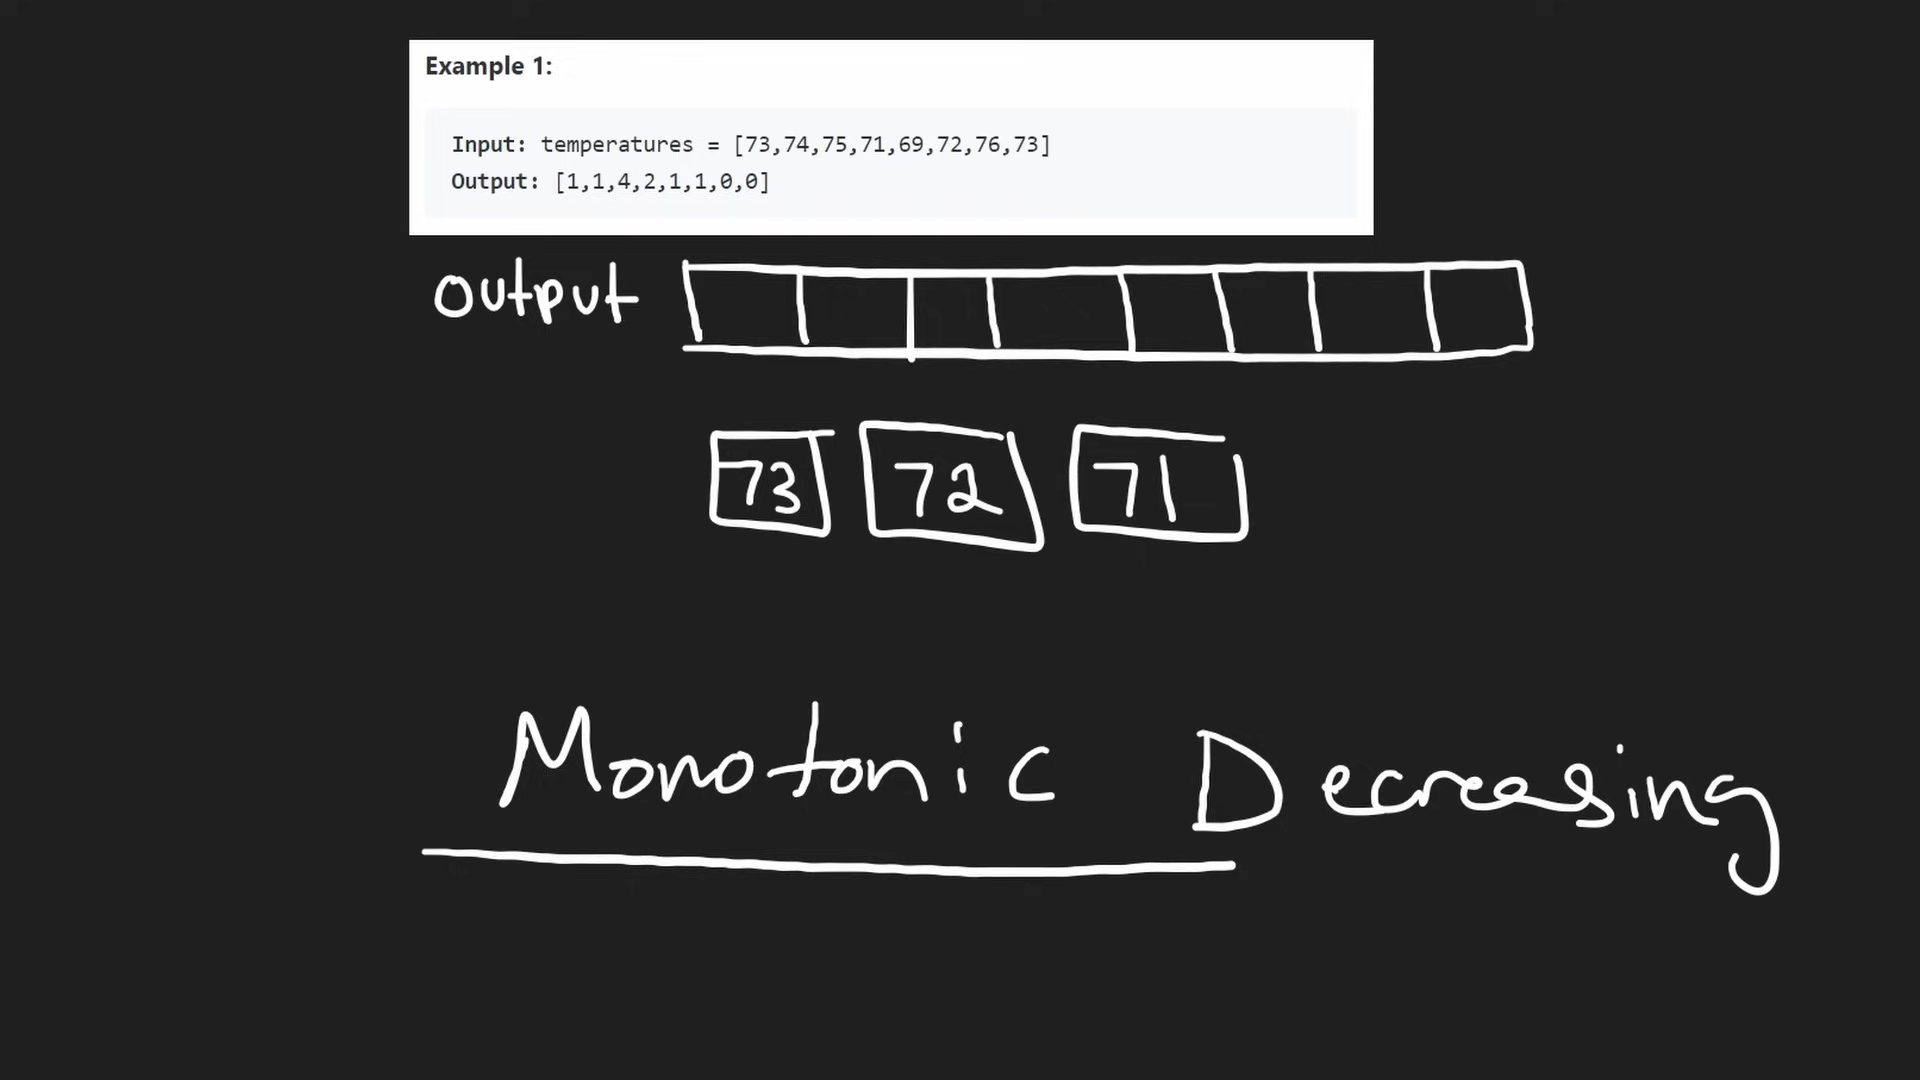 Example 1:
Input: temperatures = [73,74,75,71,69,72,76,73]
Output: [1,1,4,2,1,1,0,0]
output
73 72 71
Monotonic Decreasing